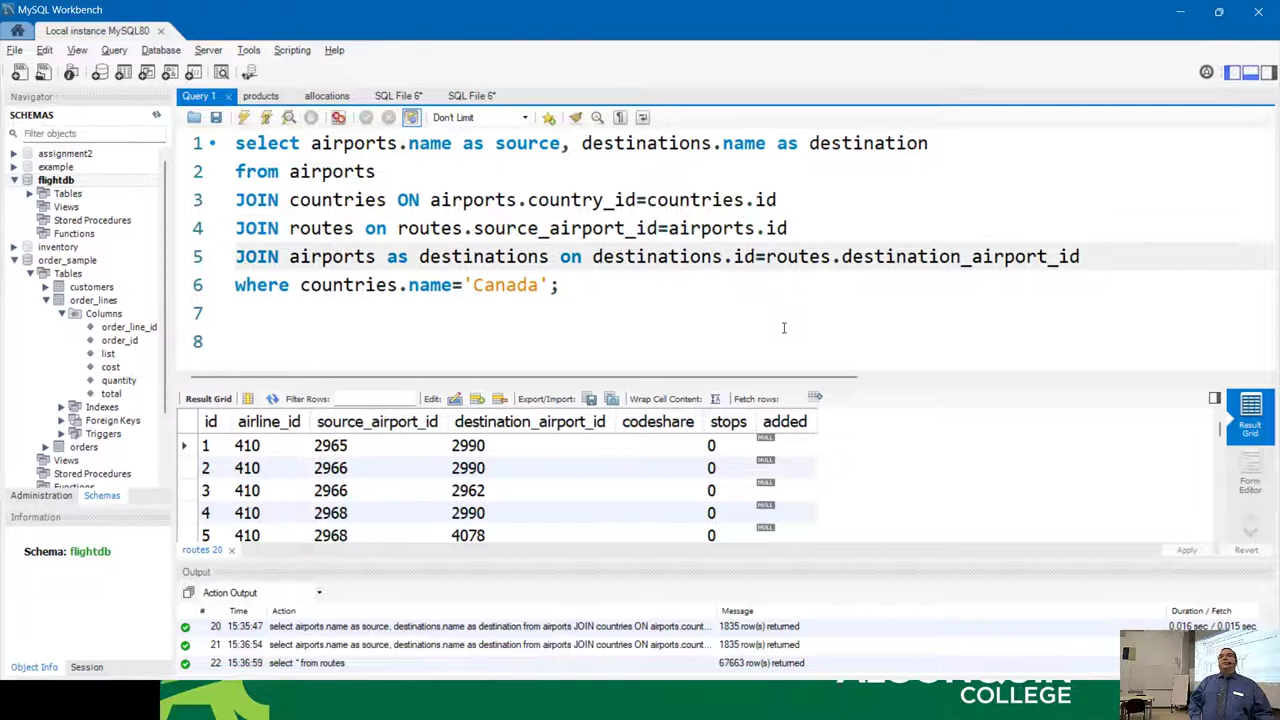 MySQL Workbench
Local instance MySQL80
File Edit View Query Database Server Tools Scripting Help
Navigator
SCHEMAS
Filter objects
assignment2
example
flightdb
Tables
Views
Stored Procedures
Functions
inventory
order_sample
Tables
customers
order_lines
Columns
order_line_id
order_id
list
cost
quantity
total
Indexes
Foreign Keys
Triggers
orders
Views
Stored Procedures
Functions
Administration Schemas
Information
Schema: flightdb
Object Info Session
Query 1 products allocations SQL File 6* SQL File 6*
Don't Limit
1 select airports.name as source, destinations.name as destination
2 from airports
3 JOIN countries ON airports.country_id=countries.id
4 JOIN routes on routes.source_airport_id=airports.id
5 JOIN airports as destinations on destinations.id=routes.destination_airport_id
6 where countries.name='Canada';
7
8
Result Grid Filter Rows: Edit: Export/Import: Wrap Cell Content: Fetch rows:
id airline_id source_airport_id destination_airport_id codeshare stops added
1 410 2965 2990 0 NULL
2 410 2966 2990 0 NULL
3 410 2966 2962 0 NULL
4 410 2968 2990 0 NULL
5 410 2968 4078 0 NULL
Result Grid
Form Editor
routes 20
Apply Revert
Output
Action Output
# Time Action Message Duration / Fetch
20 15:35:47 select airports.name as source, destinations.name as destination from airports JOIN countries ON airports.count... 1835 row(s) returned 0.016 sec / 0.015 sec
21 15:36:54 select airports.name as source, destinations.name as destination from airports JOIN countries ON airports.count... 1835 row(s) returned
22 15:36:59 select * from routes 67663 row(s) returned
COLLEGE